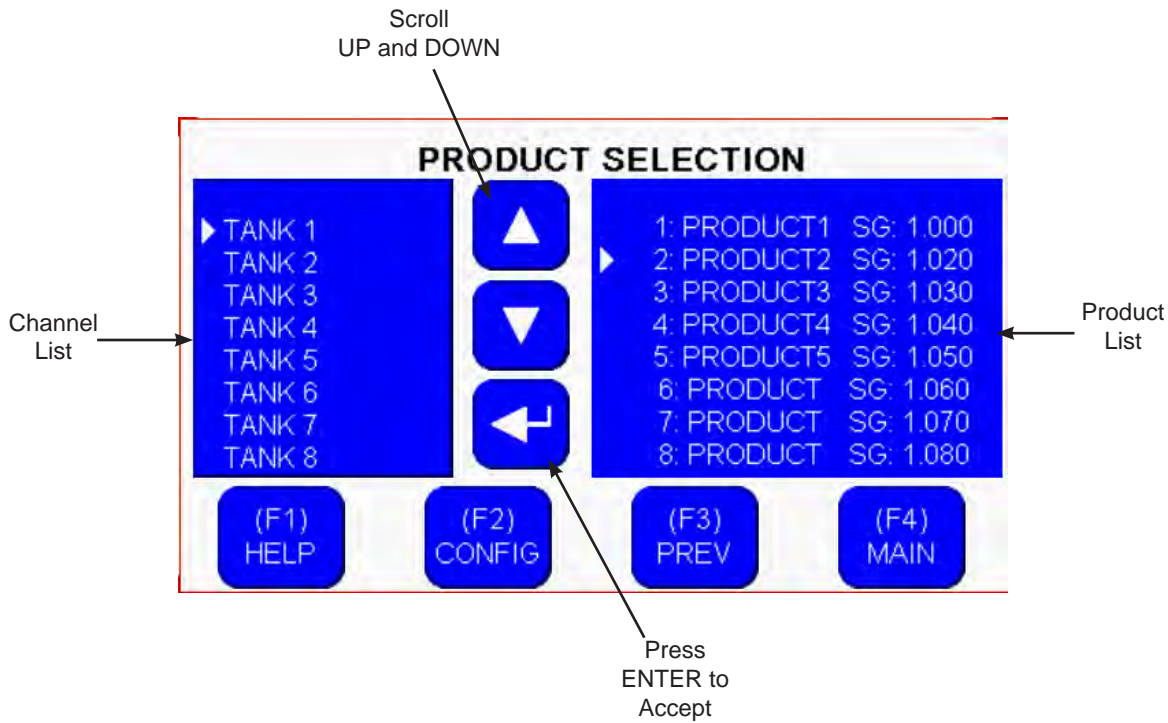 Scroll
UP and DOWN
PRODUCT SELECTION
TANK 1
TANK 2
TANK 3
TANK 4
TANK 5
TANK 6
TANK 7
TANK 8
1: PRODUCT1 SG: 1.000
2: PRODUCT2 SG: 1.020
3: PRODUCT3 SG: 1.030
4: PRODUCT4 SG: 1.040
5: PRODUCT5 SG: 1.050
6: PRODUCT SG: 1.060
7: PRODUCT SG: 1.070
8: PRODUCT SG: 1.080
Channel
List
Product
List
(F1)
HELP
(F2)
CONFIG
(F3)
PREV
(F4)
MAIN
Press
ENTER to
Accept